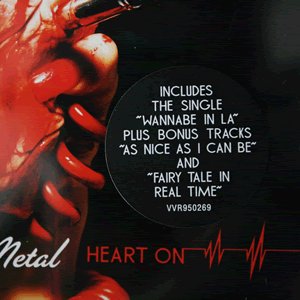 INCLUDES
THE SINGLE
"WANNABE IN LA"
PLUS BONUS TRACKS
"AS NICE AS I CAN BE"
AND
"FAIRY TALE IN
REAL TIME"
VVR950269
Metal HEART ON